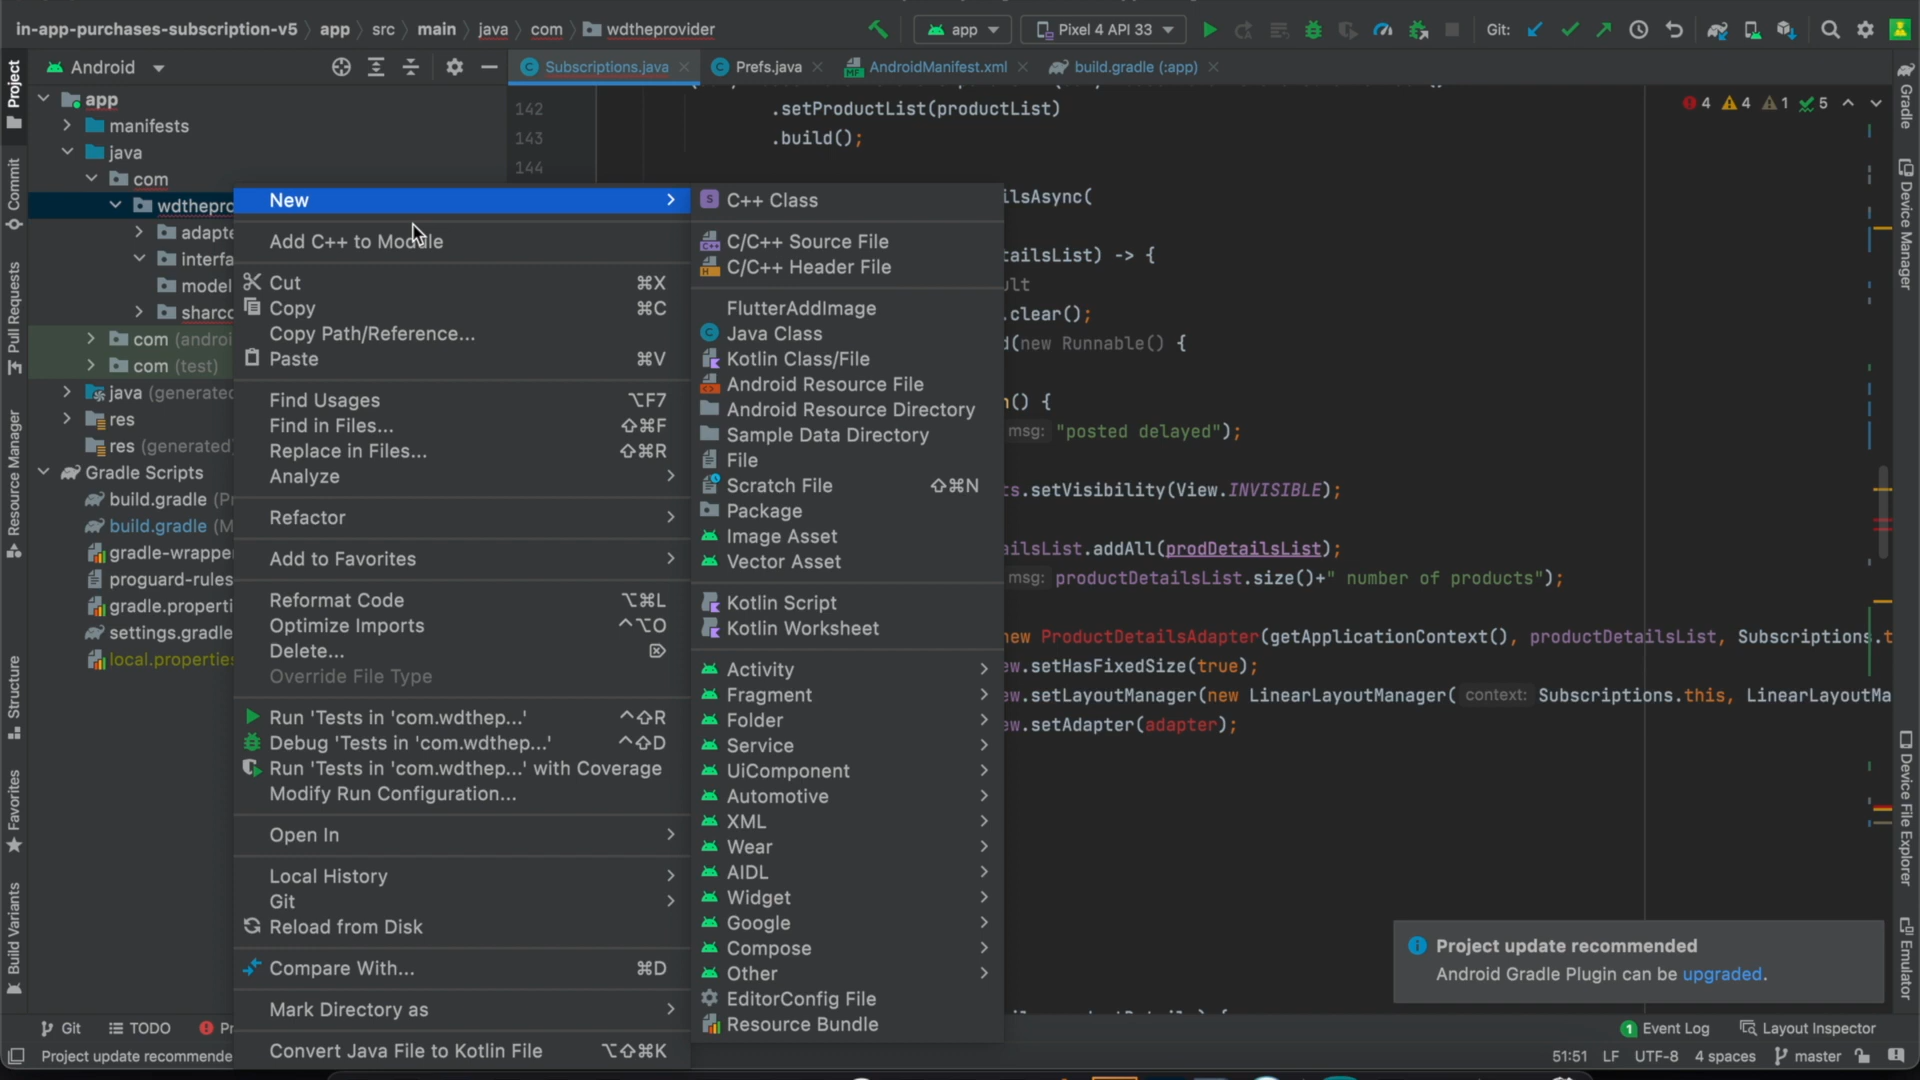 in-app-purchases-subscription-v5 app src main java com wdtheprovider
app Pixel 4 API 33 Git:
Project
Android
Subscriptions.java Prefs.java AndroidManifest.xml build.gradle (:app)
Gradle
app
manifests
java
com
wdthepro
adapte
interfa
model
sharc
com (androi
com (test)
java (generated
res
res (generated)
Gradle Scripts
build.gradle (P
build.gradle (M
gradle-wrappe
proguard-rules
gradle.properti
settings.gradle
local.properties
Commit
Pull Requests
Resource Manager
Structure
Favorites
Build Variants
New
Add C++ to Module
Cut ⌘X
Copy ⌘C
Copy Path/Reference...
Paste ⌘V
Find Usages ⌥F7
Find in Files... ⇧⌘F
Replace in Files... ⇧⌘R
Analyze
Refactor
Add to Favorites
Reformat Code ⌥⌘L
Optimize Imports ^⌥O
Delete... ⌦
Override File Type
Run 'Tests in 'com.wdthep...' ^⇧R
Debug 'Tests in 'com.wdthep...' ^⇧D
Run 'Tests in 'com.wdthep...' with Coverage
Modify Run Configuration...
Open In
Local History
Git
Reload from Disk
Compare With... ⌘D
Mark Directory as
Convert Java File to Kotlin File ⌥⇧⌘K
C++ Class
C/C++ Source File
C/C++ Header File
FlutterAddImage
Java Class
Kotlin Class/File
Android Resource File
Android Resource Directory
Sample Data Directory
File
Scratch File ⇧⌘N
Package
Image Asset
Vector Asset
Kotlin Script
Kotlin Worksheet
Activity
Fragment
Folder
Service
UiComponent
Automotive
XML
Wear
AIDL
Widget
Google
Compose
Other
EditorConfig File
Resource Bundle
4 4 1 5
142 .setProductList(productList)
143 .build();
144
ilsAsync(
tailsList) -> {
ult
.clear();
d(new Runnable() {
n() {
msg: "posted delayed");
ts.setVisibility(View.INVISIBLE);
ailsList.addAll(prodDetailsList);
msg: productDetailsList.size()+" number of products");
new ProductDetailsAdapter(getApplicationContext(), productDetailsList, Subscriptions.t
ew.setHasFixedSize(true);
ew.setLayoutManager(new LinearLayoutManager( context: Subscriptions.this, LinearLayoutMa
ew.setAdapter(adapter);
Device Manager
Device File Explorer
Emulator
Project update recommended
Android Gradle Plugin can be upgraded.
Git TODO Pr
1 Event Log Layout Inspector
Project update recommende
51:51 LF UTF-8 4 spaces master